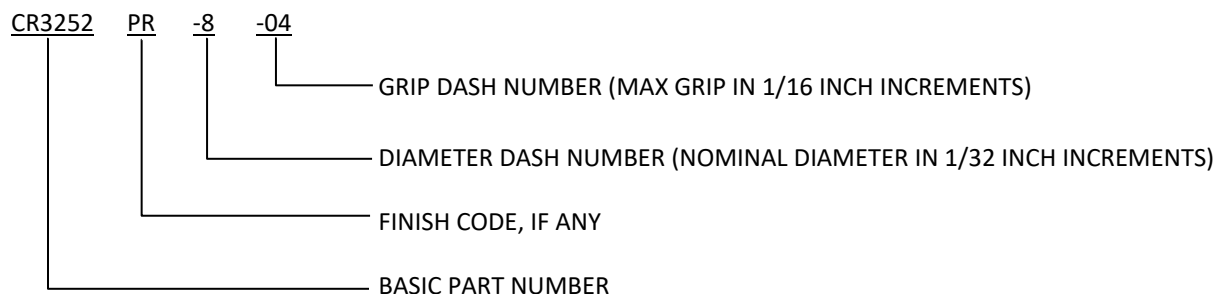 CR3252 PR -8 -04
GRIP DASH NUMBER (MAX GRIP IN 1/16 INCH INCREMENTS)
DIAMETER DASH NUMBER (NOMINAL DIAMETER IN 1/32 INCH INCREMENTS)
FINISH CODE, IF ANY
BASIC PART NUMBER